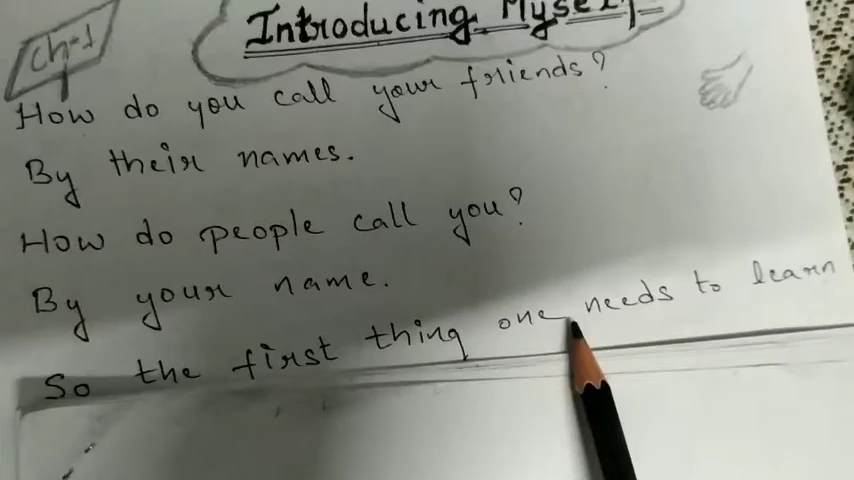 Ch-1
Introducing Myself
How do you call your friends?
By their names.
How do people call you?
By your name.
So the first thing one needs to learn